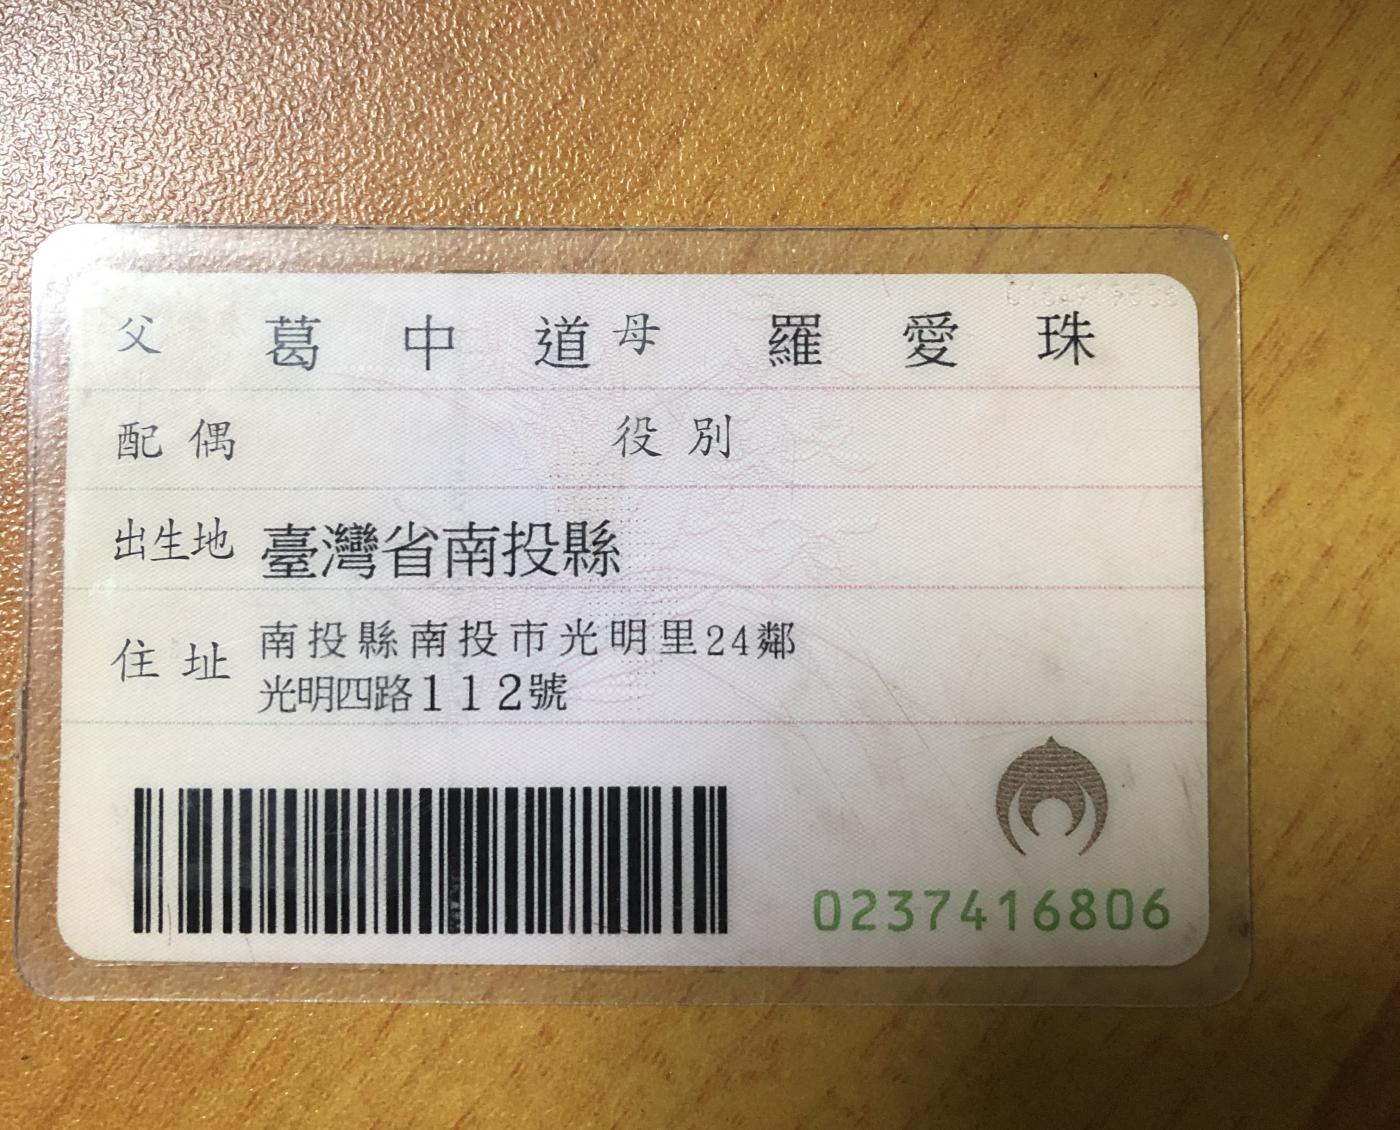 父 葛中道 母 羅愛珠
配偶 役別
出生地 臺灣省南投縣
住址 南投縣南投市光明里24鄰
光明四路112號
0237416806